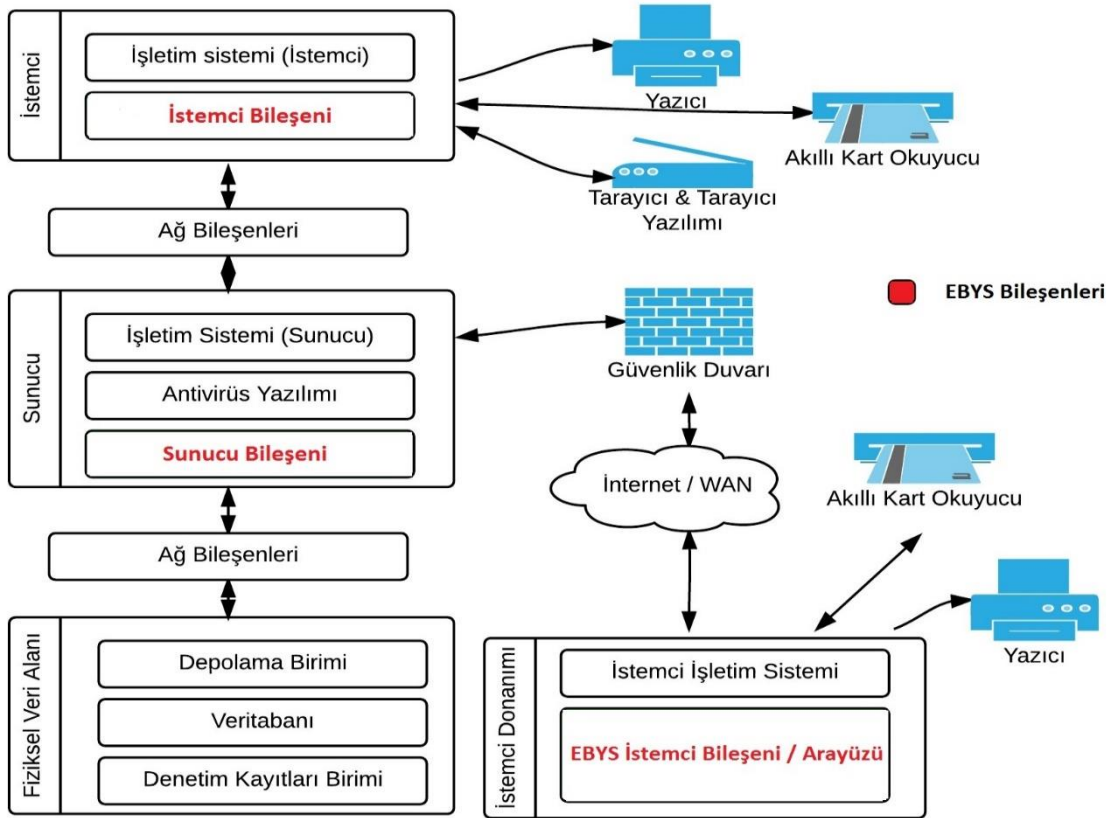 İstemci
İşletim sistemi (İstemci)
İstemci Bileşeni
Yazıcı
Akıllı Kart Okuyucu
Tarayıcı & Tarayıcı
Yazılımı
Ağ Bileşenleri
EBYS Bileşenleri
Sunucu
İşletim Sistemi (Sunucu)
Antivirüs Yazılımı
Sunucu Bileşeni
Güvenlik Duvarı
İnternet / WAN
Akıllı Kart Okuyucu
Ağ Bileşenleri
Fiziksel Veri Alanı
Depolama Birimi
Veritabanı
Denetim Kayıtları Birimi
İstemci Donanımı
İstemci İşletim Sistemi
EBYS İstemci Bileşeni / Arayüzü
Yazıcı